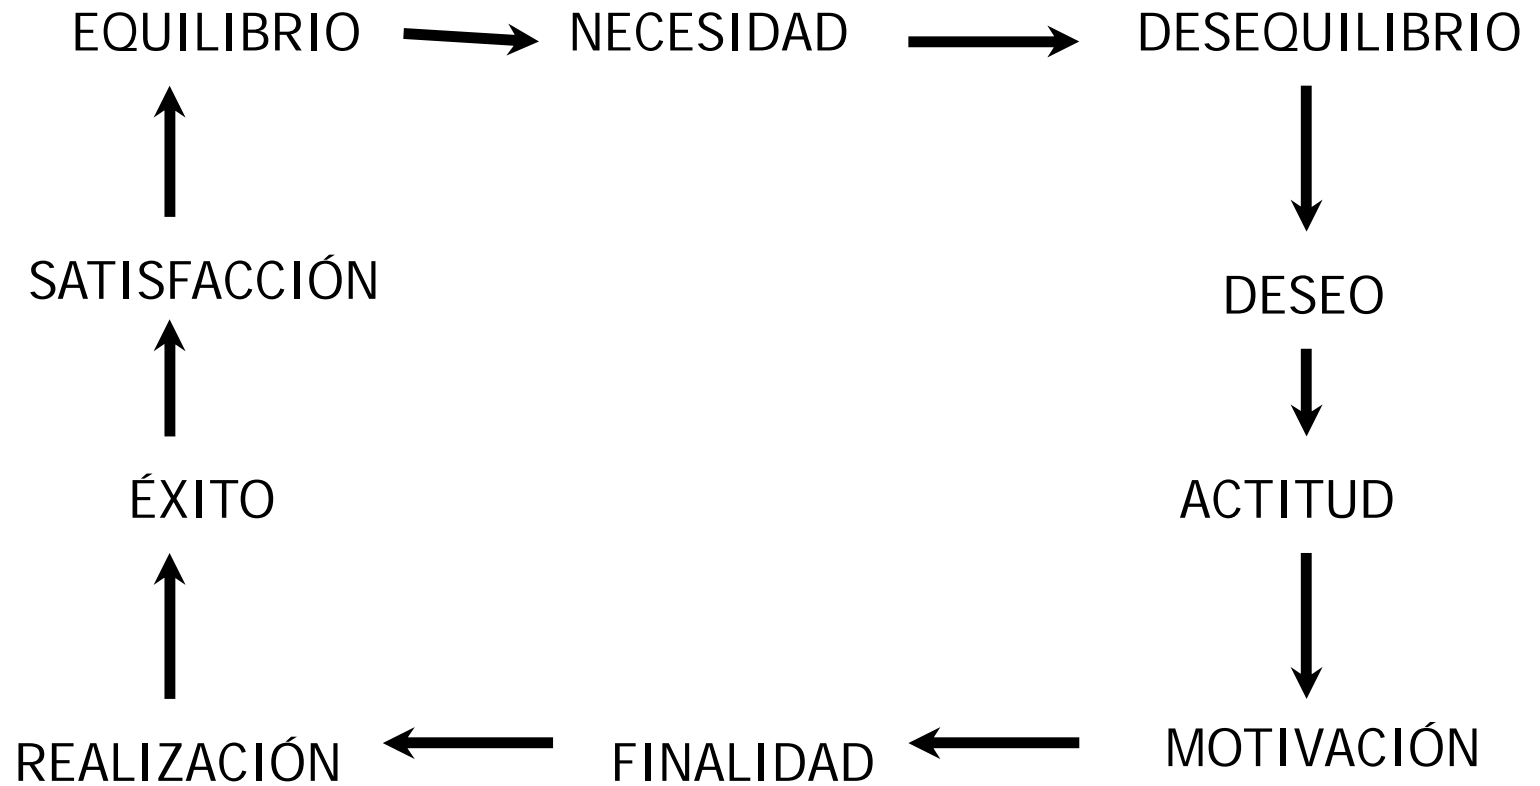 EQUILIBRIO NECESIDAD DESEQUILIBRIO
SATISFACCIÓN DESEO
ÉXITO ACTITUD
REALIZACIÓN FINALIDAD MOTIVACIÓN